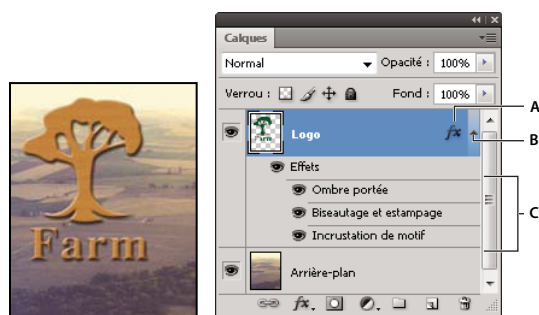 Calques
Normal Opacité : 100%
Verrou : Fond : 100%
Logo fx A
B
Effets
Ombre portée
Biseautage et estampage
Incrustation de motif
C
Arrière-plan
fx.
Farm